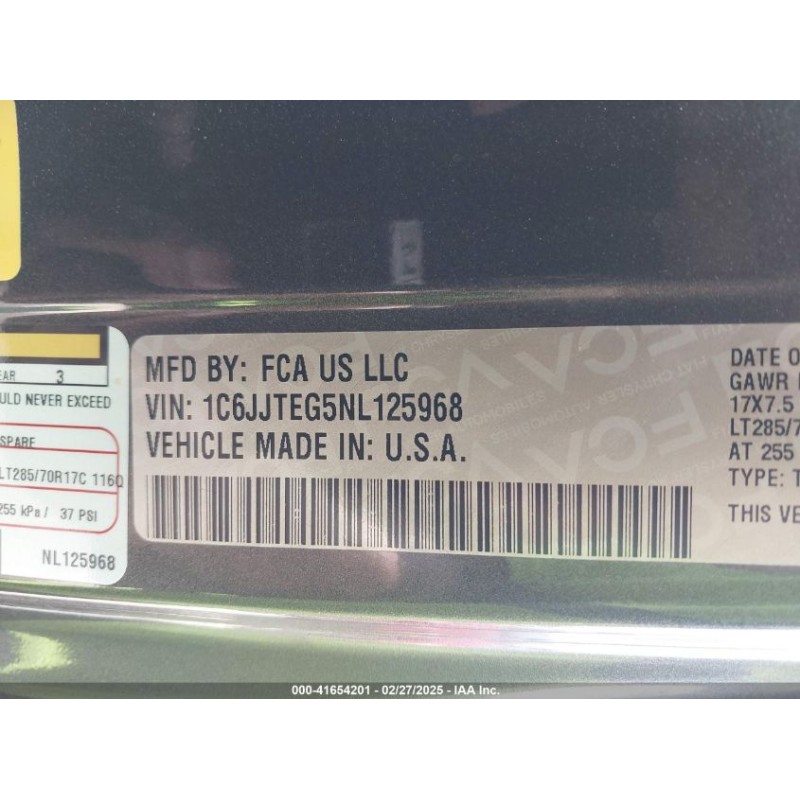 EAR 3
ULD NEVER EXCEED
SPARE
LT285/70R17C 116Q
255 kPa / 37 PSI
NL125968
MFD BY: FCA US LLC
VIN: 1C6JJTEG5NL125968
VEHICLE MADE IN: U.S.A.
DATE O
GAWR
17X7.5
LT285/7
AT 255
TYPE: T
THIS VE
000-41654201 - 02/27/2025 - IAA Inc.